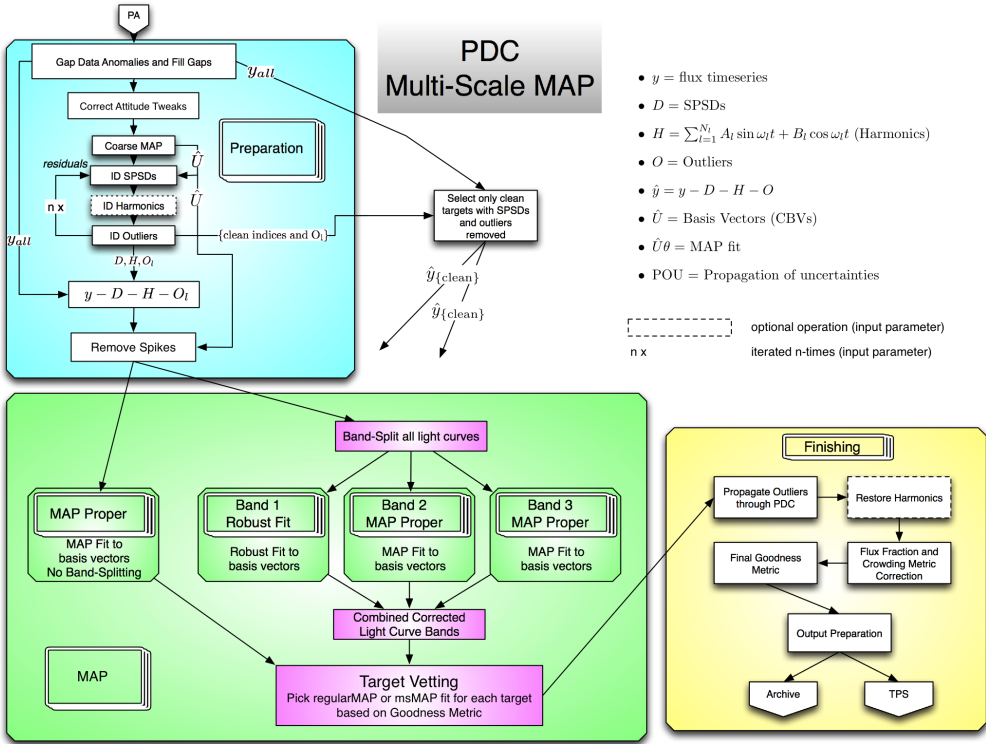 PA
PDC
Multi-Scale MAP
Gap Data Anomalies and Fill Gaps
y_{all}
Correct Attitude Tweaks
Coarse MAP
Û
Preparation
residuals
ID SPSDs
Û
n x
ID Harmonics
y_{all}
ID Outliers
{clean indices and O_l}
D, H, O_l
y − D − H − O_l
Remove Spikes
Select only clean
targets with SPSDs
and outliers
removed
ŷ_{clean}
ŷ_{clean}
• y = flux timeseries
• D = SPSDs
• H = ∑_{l=1}^{N_l} A_l sin ω_l t + B_l cos ω_l t (Harmonics)
• O = Outliers
• ŷ = y − D − H − O
• Û = Basis Vectors (CBVs)
• Ûθ = MAP fit
• POU = Propagation of uncertainties
optional operation (input parameter)
n x iterated n-times (input parameter)
Band-Split all light curves
MAP Proper
MAP Fit to
basis vectors
No Band-Splitting
Band 1
Robust Fit
Robust Fit to
basis vectors
Band 2
MAP Proper
MAP Fit to
basis vectors
Band 3
MAP Proper
MAP Fit to
basis vectors
Combined Corrected
Light Curve Bands
MAP
Target Vetting
Pick regularMAP or msMAP fit for each target
based on Goodness Metric
Finishing
Propagate Outliers
through PDC
Restore Harmonics
Final Goodness
Metric
Flux Fraction and
Crowding Metric
Correction
Output Preparation
Archive
TPS